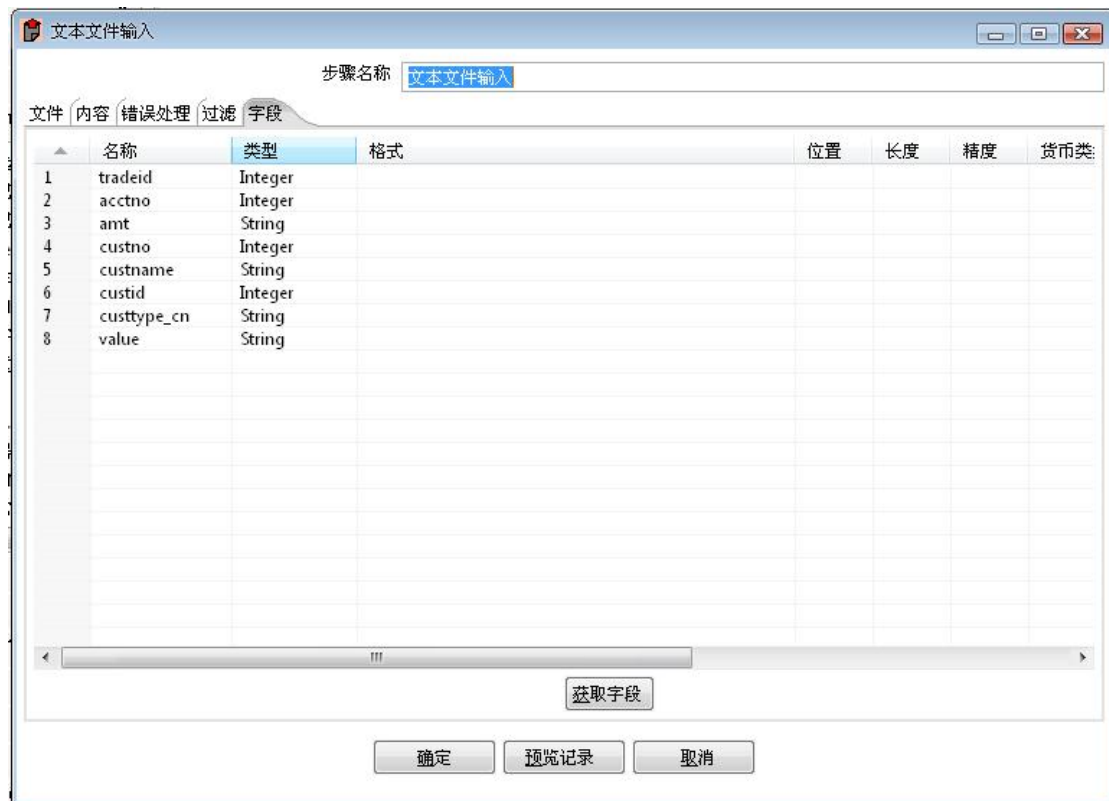 文本文件输入
步骤名称 文本文件输入
文件 内容 错误处理 过滤 字段
名称 类型 格式 位置 长度 精度 货币类
1 tradeid Integer
2 acctno Integer
3 amt String
4 custno Integer
5 custname String
6 custid Integer
7 custtype_cn String
8 value String
获取字段
确定 预览记录 取消